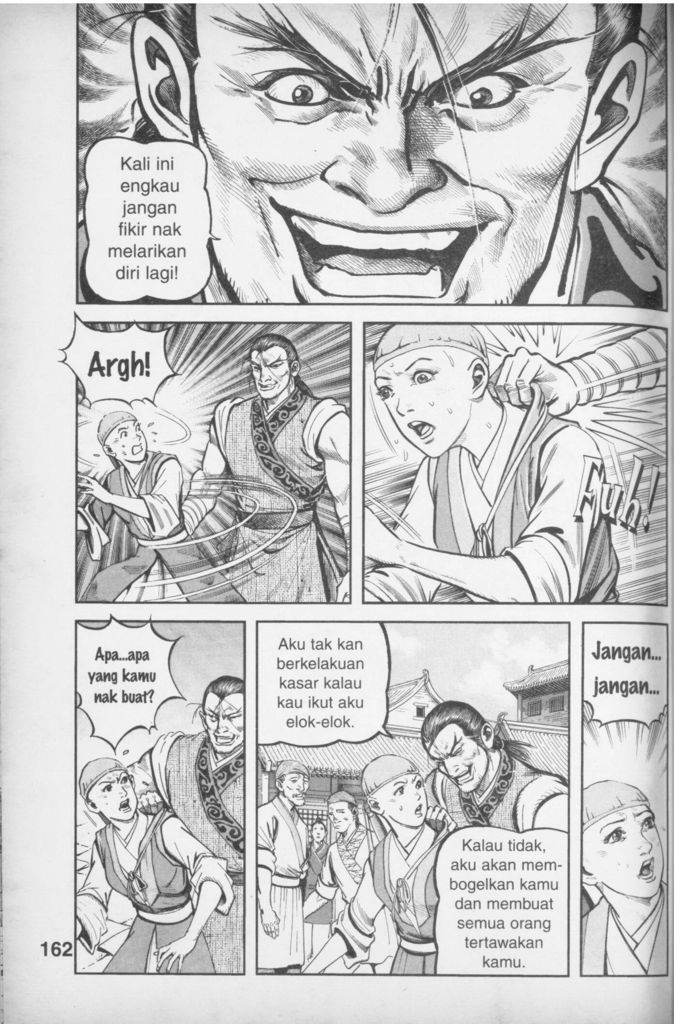 Kali ini
engkau
jangan
fikir nak
melarikan
diri lagi!
Argh!
Fuh!
Apa...apa
yang kamu
nak buat?
Aku tak kan
berkelakuan
kasar kalau
kau ikut aku
elok-elok.
Kalau tidak,
aku akan mem-
bogelkan kamu
dan membuat
semua orang
tertawakan
kamu.
Jangan...
jangan...
162